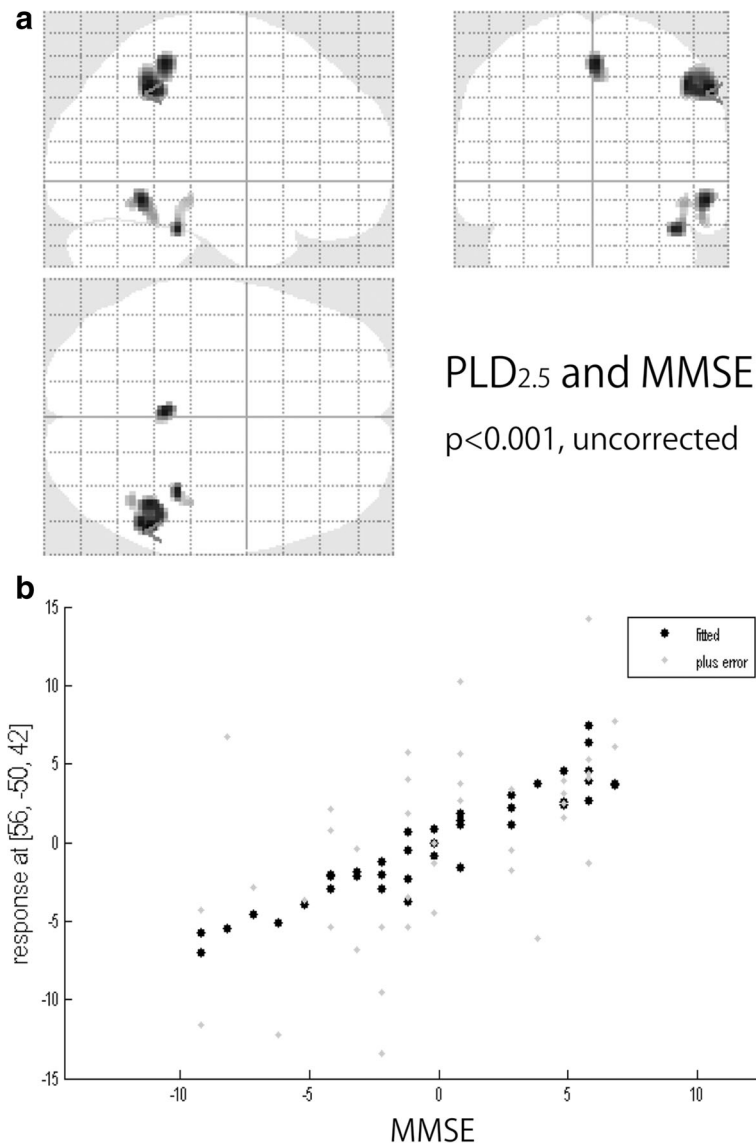 a
PLD2.5 and MMSE
p<0.001, uncorrected
b
15
10
5
0
-5
-10
-15
response at [56, -50, 42]
fitted
plus error
-10
-5
0
5
10
MMSE